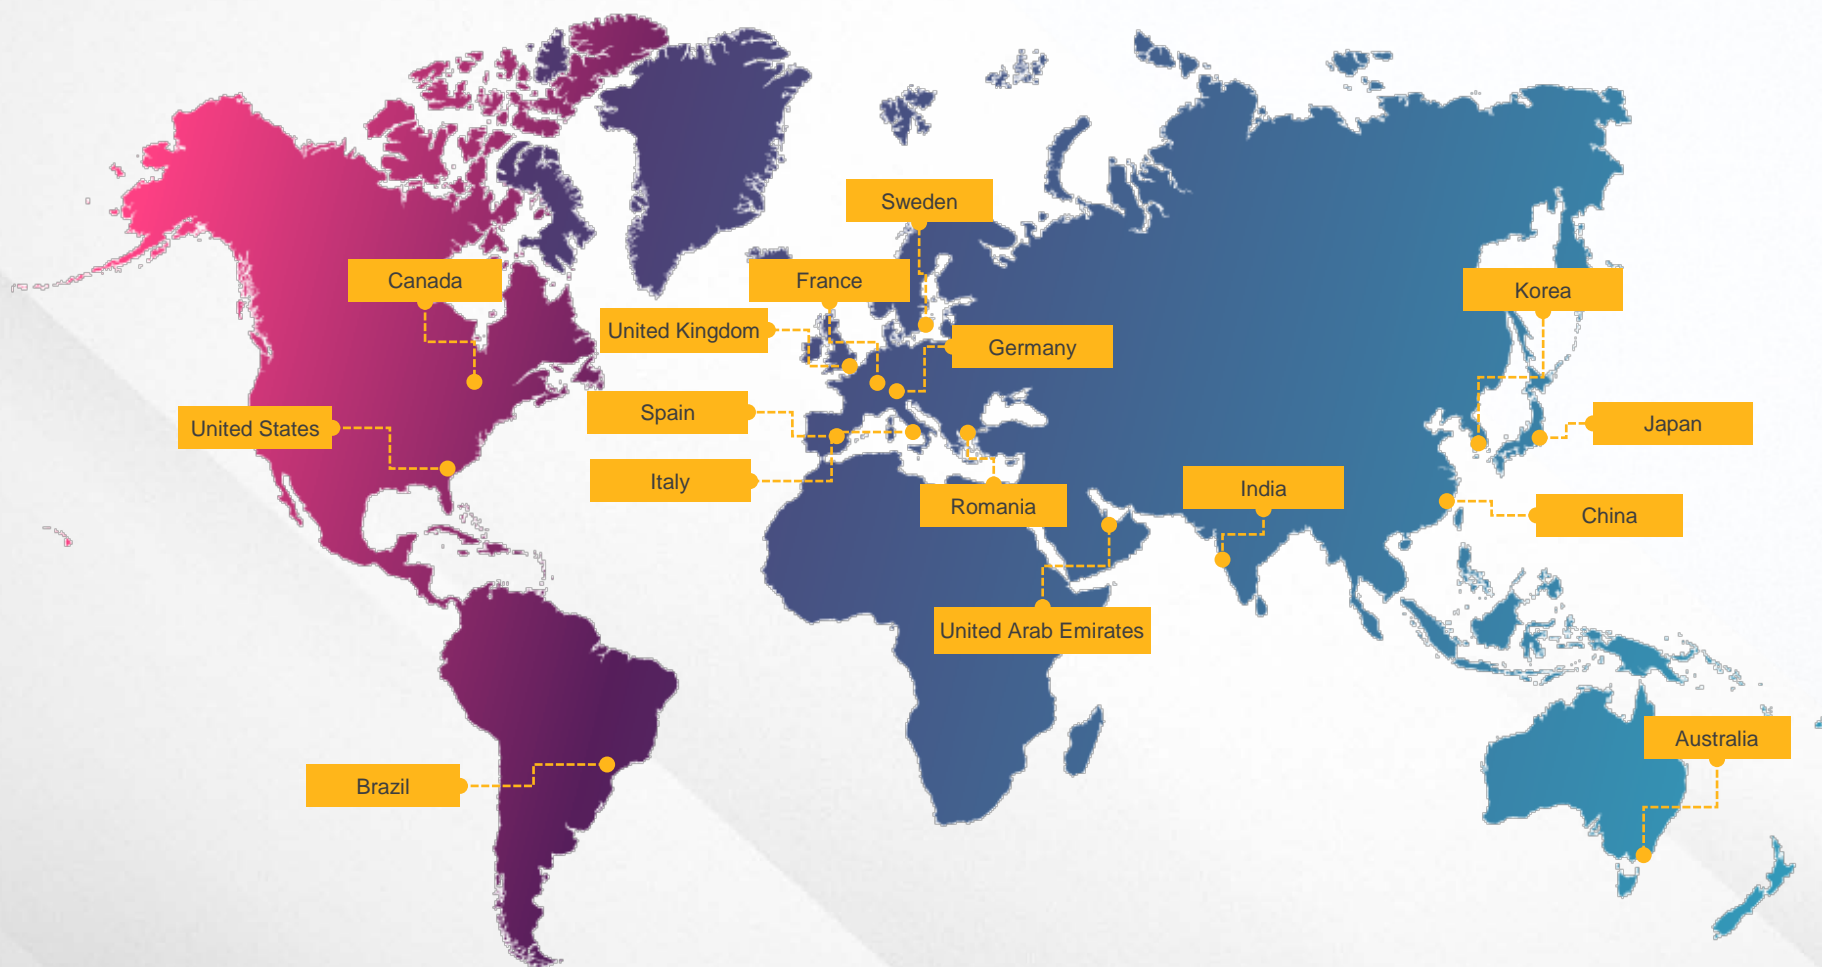 Sweden
Canada
France
Korea
United Kingdom
Germany
Spain
United States
Japan
Italy
India
Romania
China
United Arab Emirates
Australia
Brazil